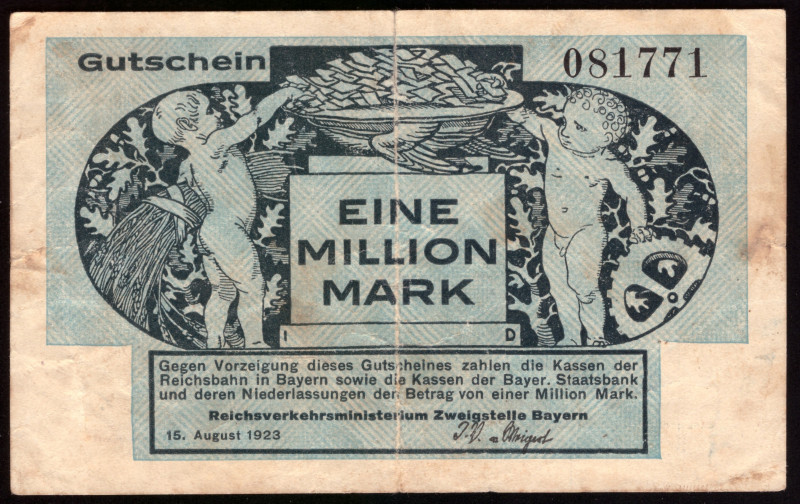 Gutschein
081771
EINE
MILLION
MARK
I D
Gegen Vorzeigung dieses Gutscheines zahlen die Kassen der
Reichsbahn in Bayern sowie die Kassen der Bayer. Staatsbank
und deren Niederlassungen den Betrag von einer Million Mark.
Reichsverkehrsministerium Zweigstelle Bayern
15. August 1923 I.V.